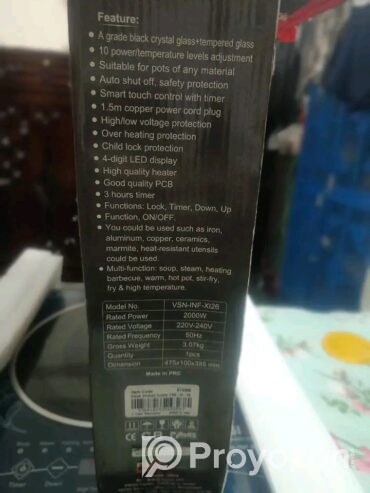 Feature:
A grade black crystal glass+tempered glass
10 power/temperature levels adjustment
Suitable for pots of any material
Auto shut off, safety protection
Smart touch control with timer
1.5m copper power cord plug
High/low voltage protection
Over heating protection
Child lock protection
4-digit LED display
High quality heater
Good quality PCB
3 hours timer
Functions: Lock, Timer, Down, Up
Function, ON/OFF.
You could be used such as iron,
aluminum, copper, ceramics,
marmite, heat-resistant utensils
could be used.
Multi-function: soup, steam, heating
barbecue, warm, hot pot, stir-fry,
fry & high temperature.
Model No. VSN-INF-XI26
Rated Power 2000W
Rated Voltage 220V-240V
Rated Frequency 50Hz
Gross Weight 3.07kg
Quantity 1pcs
Dimension 475x100x385 mm
Made in PRC
Timer Down
Proyozan